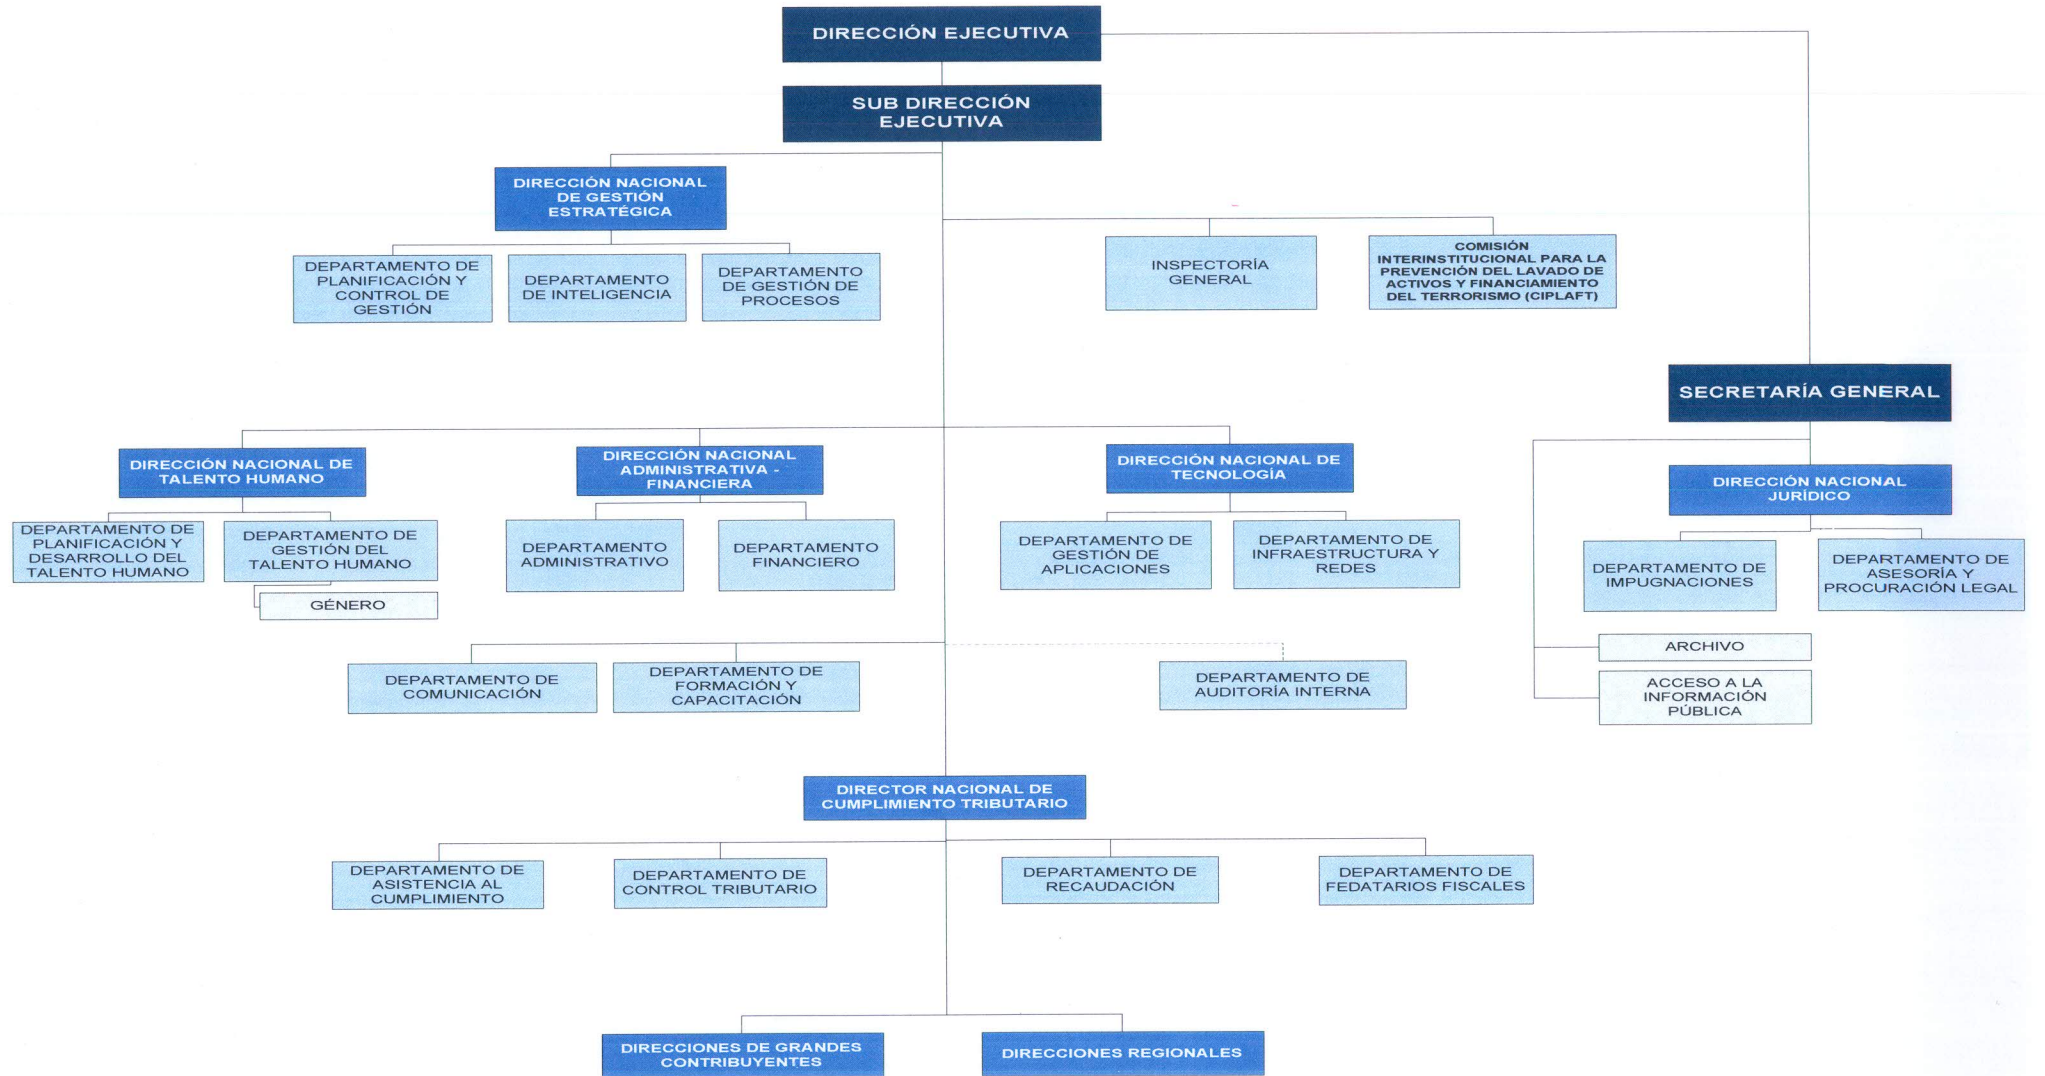 DIRECCIÓN EJECUTIVA
SUB DIRECCIÓN
EJECUTIVA
DIRECCIÓN NACIONAL
DE GESTIÓN
ESTRATÉGICA
DEPARTAMENTO DE
PLANIFICACIÓN Y
CONTROL DE
GESTIÓN
DEPARTAMENTO
DE INTELIGENCIA
DEPARTAMENTO
DE GESTIÓN DE
PROCESOS
INSPECTORÍA
GENERAL
COMISIÓN
INTERINSTITUCIONAL PARA LA
PREVENCIÓN DEL LAVADO DE
ACTIVOS Y FINANCIAMIENTO
DEL TERRORISMO (CIPLAFT)
SECRETARÍA GENERAL
DIRECCIÓN NACIONAL DE
TALENTO HUMANO
DIRECCIÓN NACIONAL
ADMINISTRATIVA -
FINANCIERA
DIRECCIÓN NACIONAL DE
TECNOLOGÍA
DIRECCIÓN NACIONAL
JURÍDICO
DEPARTAMENTO DE
PLANIFICACIÓN Y
DESARROLLO DEL
TALENTO HUMANO
DEPARTAMENTO DE
GESTIÓN DEL
TALENTO HUMANO
GÉNERO
DEPARTAMENTO
ADMINISTRATIVO
DEPARTAMENTO
FINANCIERO
DEPARTAMENTO DE
GESTIÓN DE
APLICACIONES
DEPARTAMENTO DE
INFRAESTRUCTURA Y
REDES
DEPARTAMENTO DE
IMPUGNACIONES
DEPARTAMENTO DE
ASESORÍA Y
PROCURACIÓN LEGAL
ARCHIVO
ACCESO A LA
INFORMACIÓN
PÚBLICA
DEPARTAMENTO DE
COMUNICACIÓN
DEPARTAMENTO DE
FORMACIÓN Y
CAPACITACIÓN
DEPARTAMENTO DE
AUDITORÍA INTERNA
DIRECTOR NACIONAL DE
CUMPLIMIENTO TRIBUTARIO
DEPARTAMENTO DE
ASISTENCIA AL
CUMPLIMIENTO
DEPARTAMENTO DE
CONTROL TRIBUTARIO
DEPARTAMENTO DE
RECAUDACIÓN
DEPARTAMENTO DE
FEDATARIOS FISCALES
DIRECCIONES DE GRANDES
CONTRIBUYENTES
DIRECCIONES REGIONALES